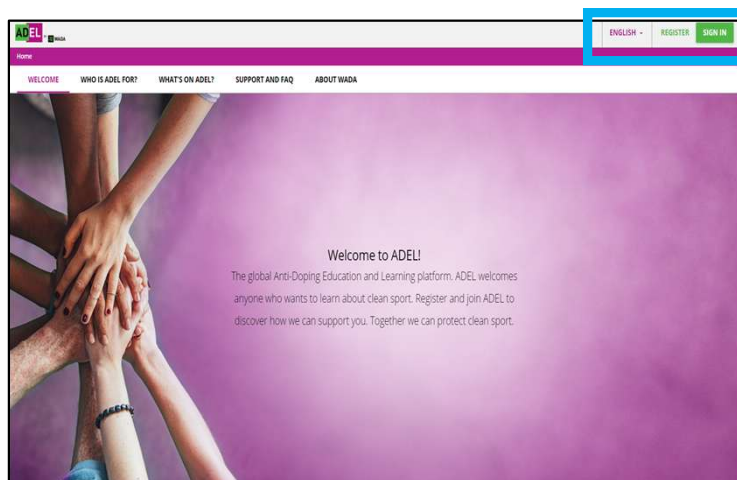 ADEL WADA
ENGLISH REGISTER SIGN IN
Home
WELCOME WHO IS ADEL FOR? WHAT'S ON ADEL? SUPPORT AND FAQ ABOUT WADA
Welcome to ADEL!
The global Anti-Doping Education and Learning platform. ADEL welcomes
anyone who wants to learn about clean sport. Register and join ADEL to
discover how we can support you. Together we can protect clean sport.